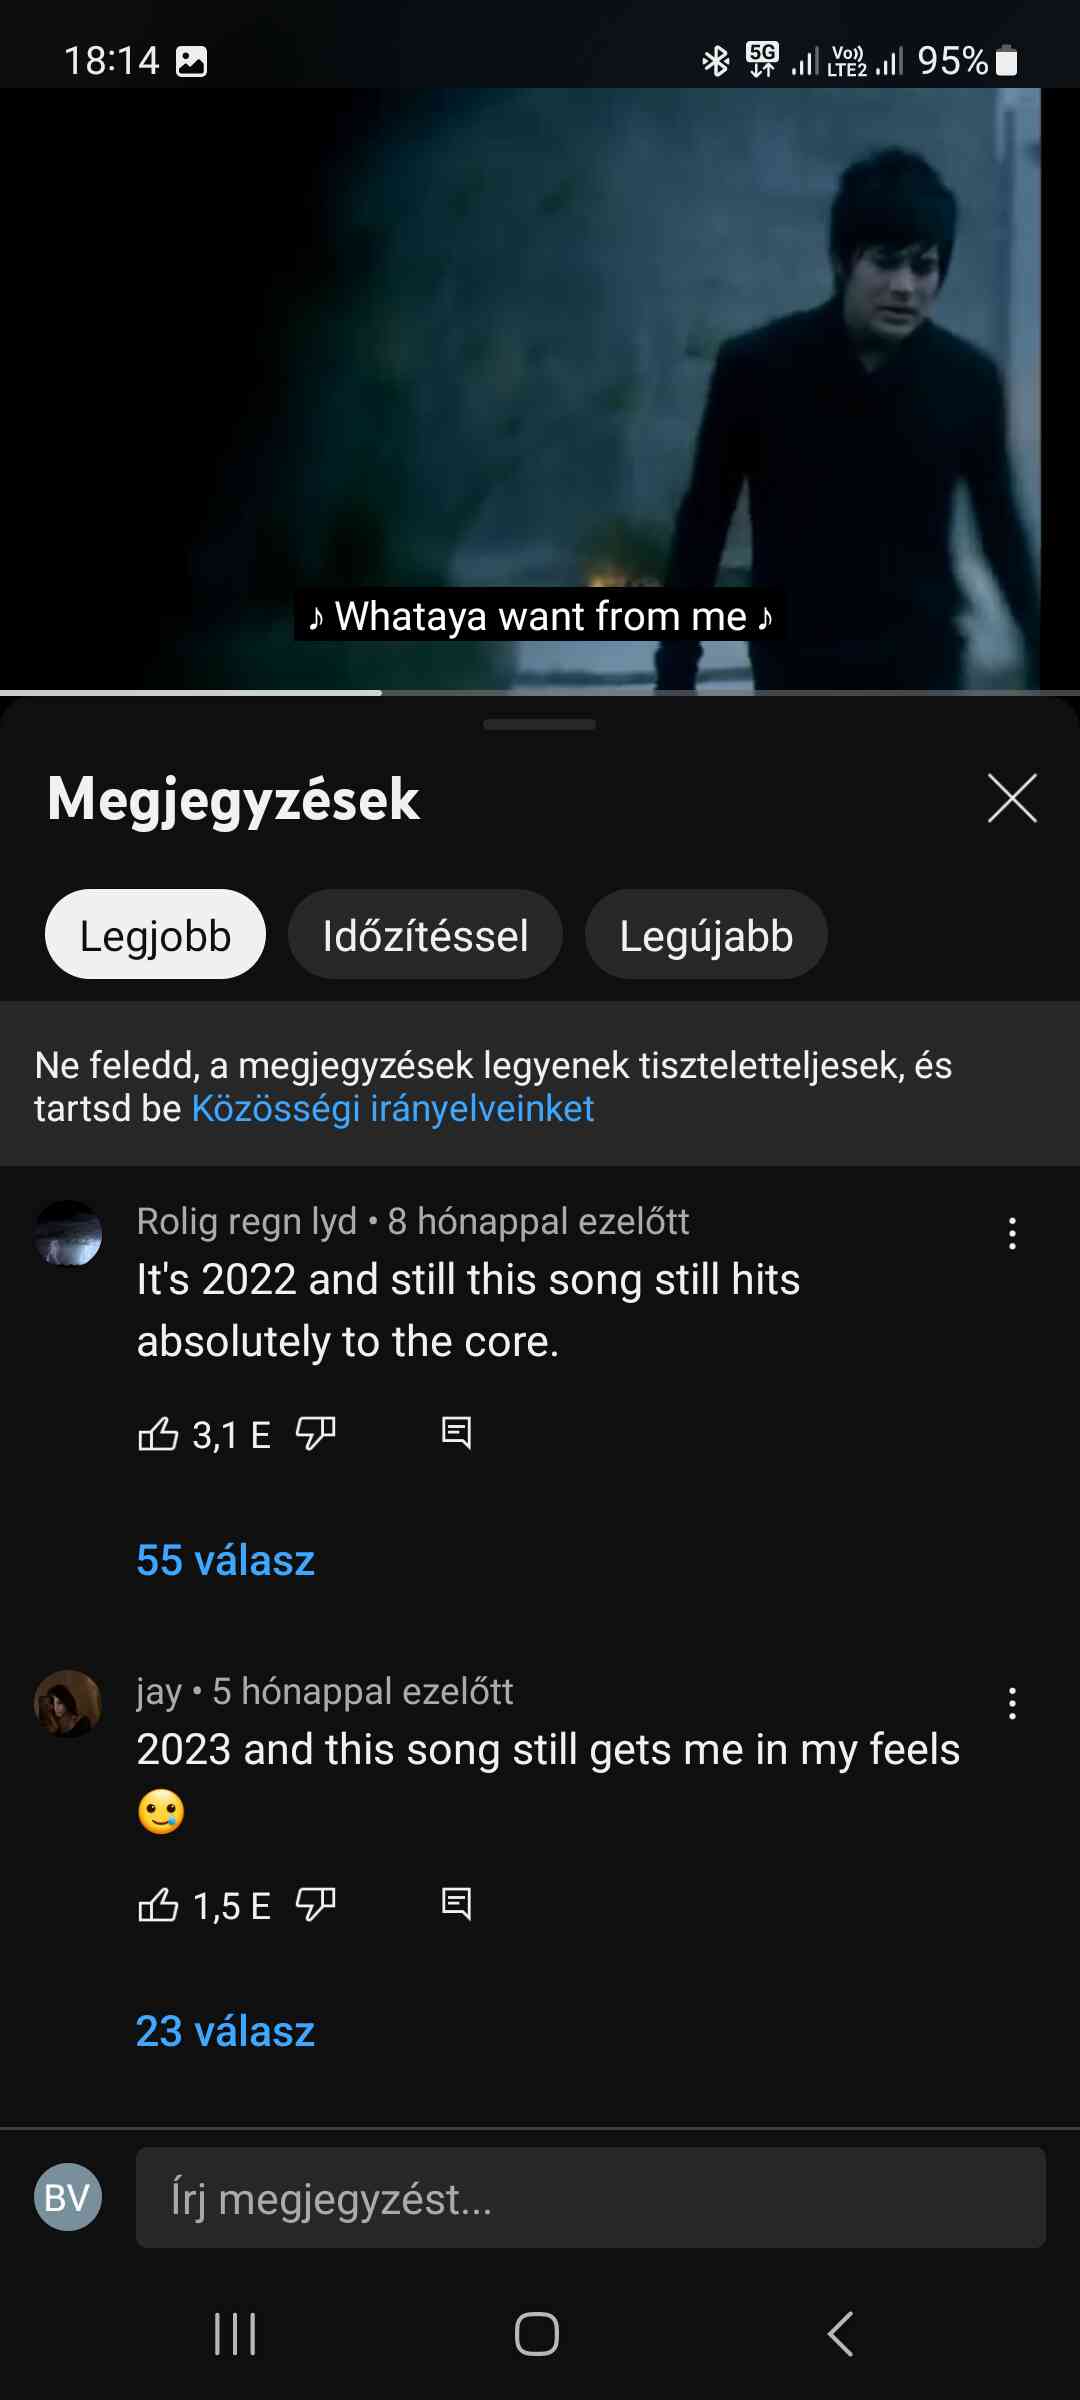 18:14 5G Vo)) LTE2 95%
♪ Whataya want from me ♪
Megjegyzések
Legjobb Időzítéssel Legújabb
Ne feledd, a megjegyzések legyenek tiszteletteljesek, és
tartsd be Közösségi irányelveinket
Rolig regn lyd • 8 hónappal ezelőtt
It's 2022 and still this song still hits
absolutely to the core.
3,1 E
55 válasz
jay • 5 hónappal ezelőtt
2023 and this song still gets me in my feels
🥲
1,5 E
23 válasz
BV Írj megjegyzést...